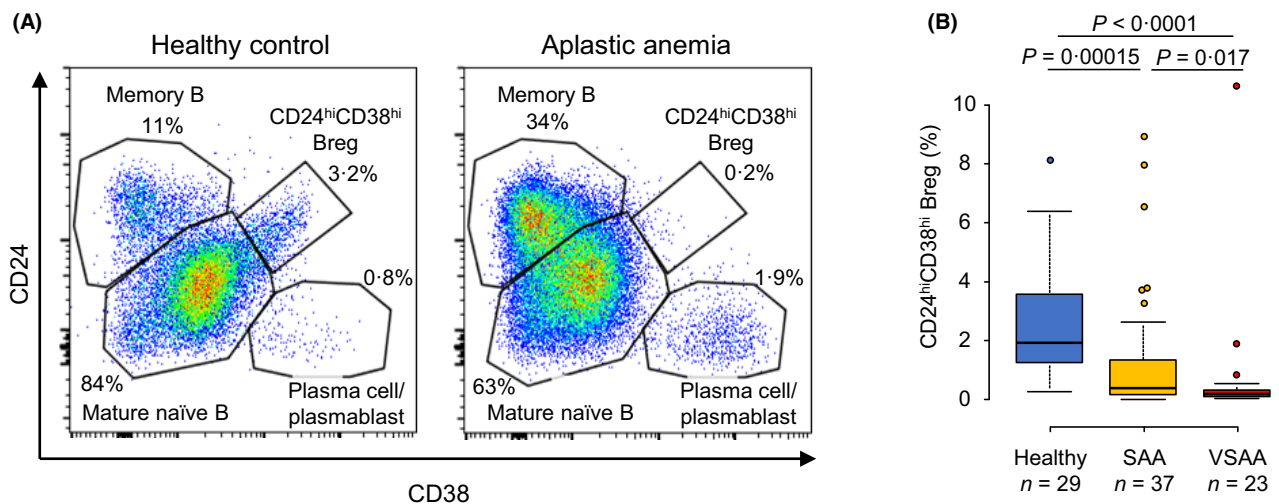 (A)
Healthy control
Memory B
11%
CD24hiCD38hi
Breg
3·2%
0·8%
84%
Mature naïve B
Plasma cell/
plasmablast
Aplastic anemia
Memory B
34%
CD24hiCD38hi
Breg
0·2%
1·9%
63%
Mature naïve B
Plasma cell/
plasmablast
CD24
CD38
(B)
P < 0·0001
P = 0·00015
P = 0·017
CD24hiCD38hi Breg (%)
10
8
6
4
2
0
Healthy
n = 29
SAA
n = 37
VSAA
n = 23